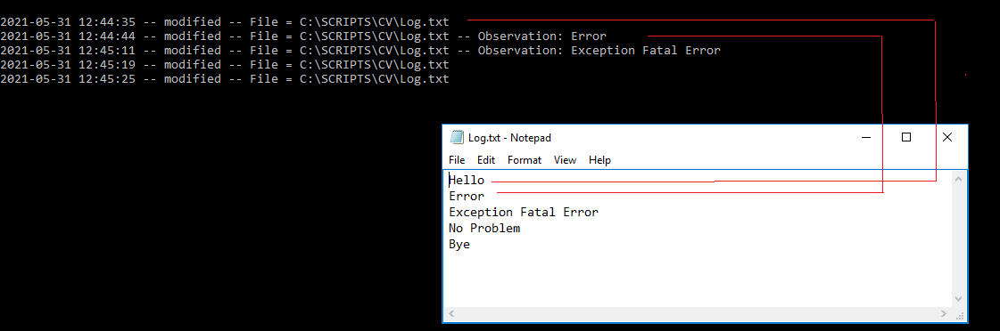 2021-05-31 12:44:35 -- modified -- File = C:\SCRIPTS\CV\Log.txt
2021-05-31 12:44:44 -- modified -- File = C:\SCRIPTS\CV\Log.txt -- Observation: Error
2021-05-31 12:45:11 -- modified -- File = C:\SCRIPTS\CV\Log.txt -- Observation: Exception Fatal Error
2021-05-31 12:45:19 -- modified -- File = C:\SCRIPTS\CV\Log.txt
2021-05-31 12:45:25 -- modified -- File = C:\SCRIPTS\CV\Log.txt
Log.txt - Notepad
File Edit Format View Help
Hello
Error
Exception Fatal Error
No Problem
Bye